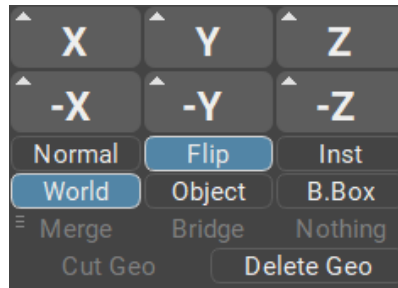 X Y Z
-X -Y -Z
Normal Flip Inst
World Object B.Box
Merge Bridge Nothing
Cut Geo Delete Geo